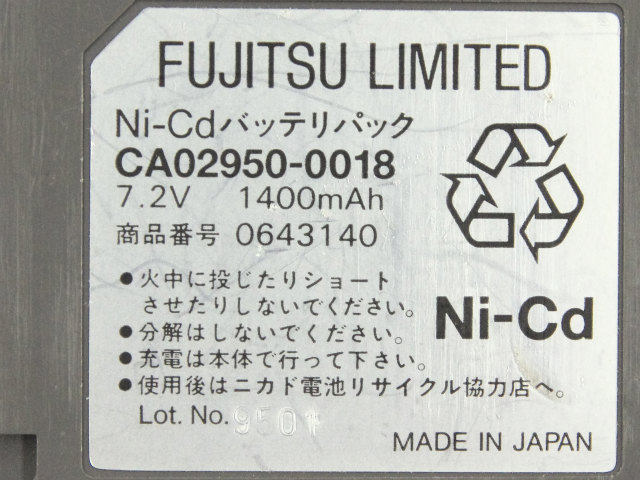 FUJITSU LIMITED
Ni-Cdバッテリパック
CA02950-0018
7.2V 1400mAh
商品番号 0643140
●火中に投じたりショート
させたりしないでください。
●分解はしないでください。
●充電は本体で行って下さい。
●使用後はニカド電池リサイクル協力店へ。
Ni-Cd
Lot. No.
MADE IN JAPAN